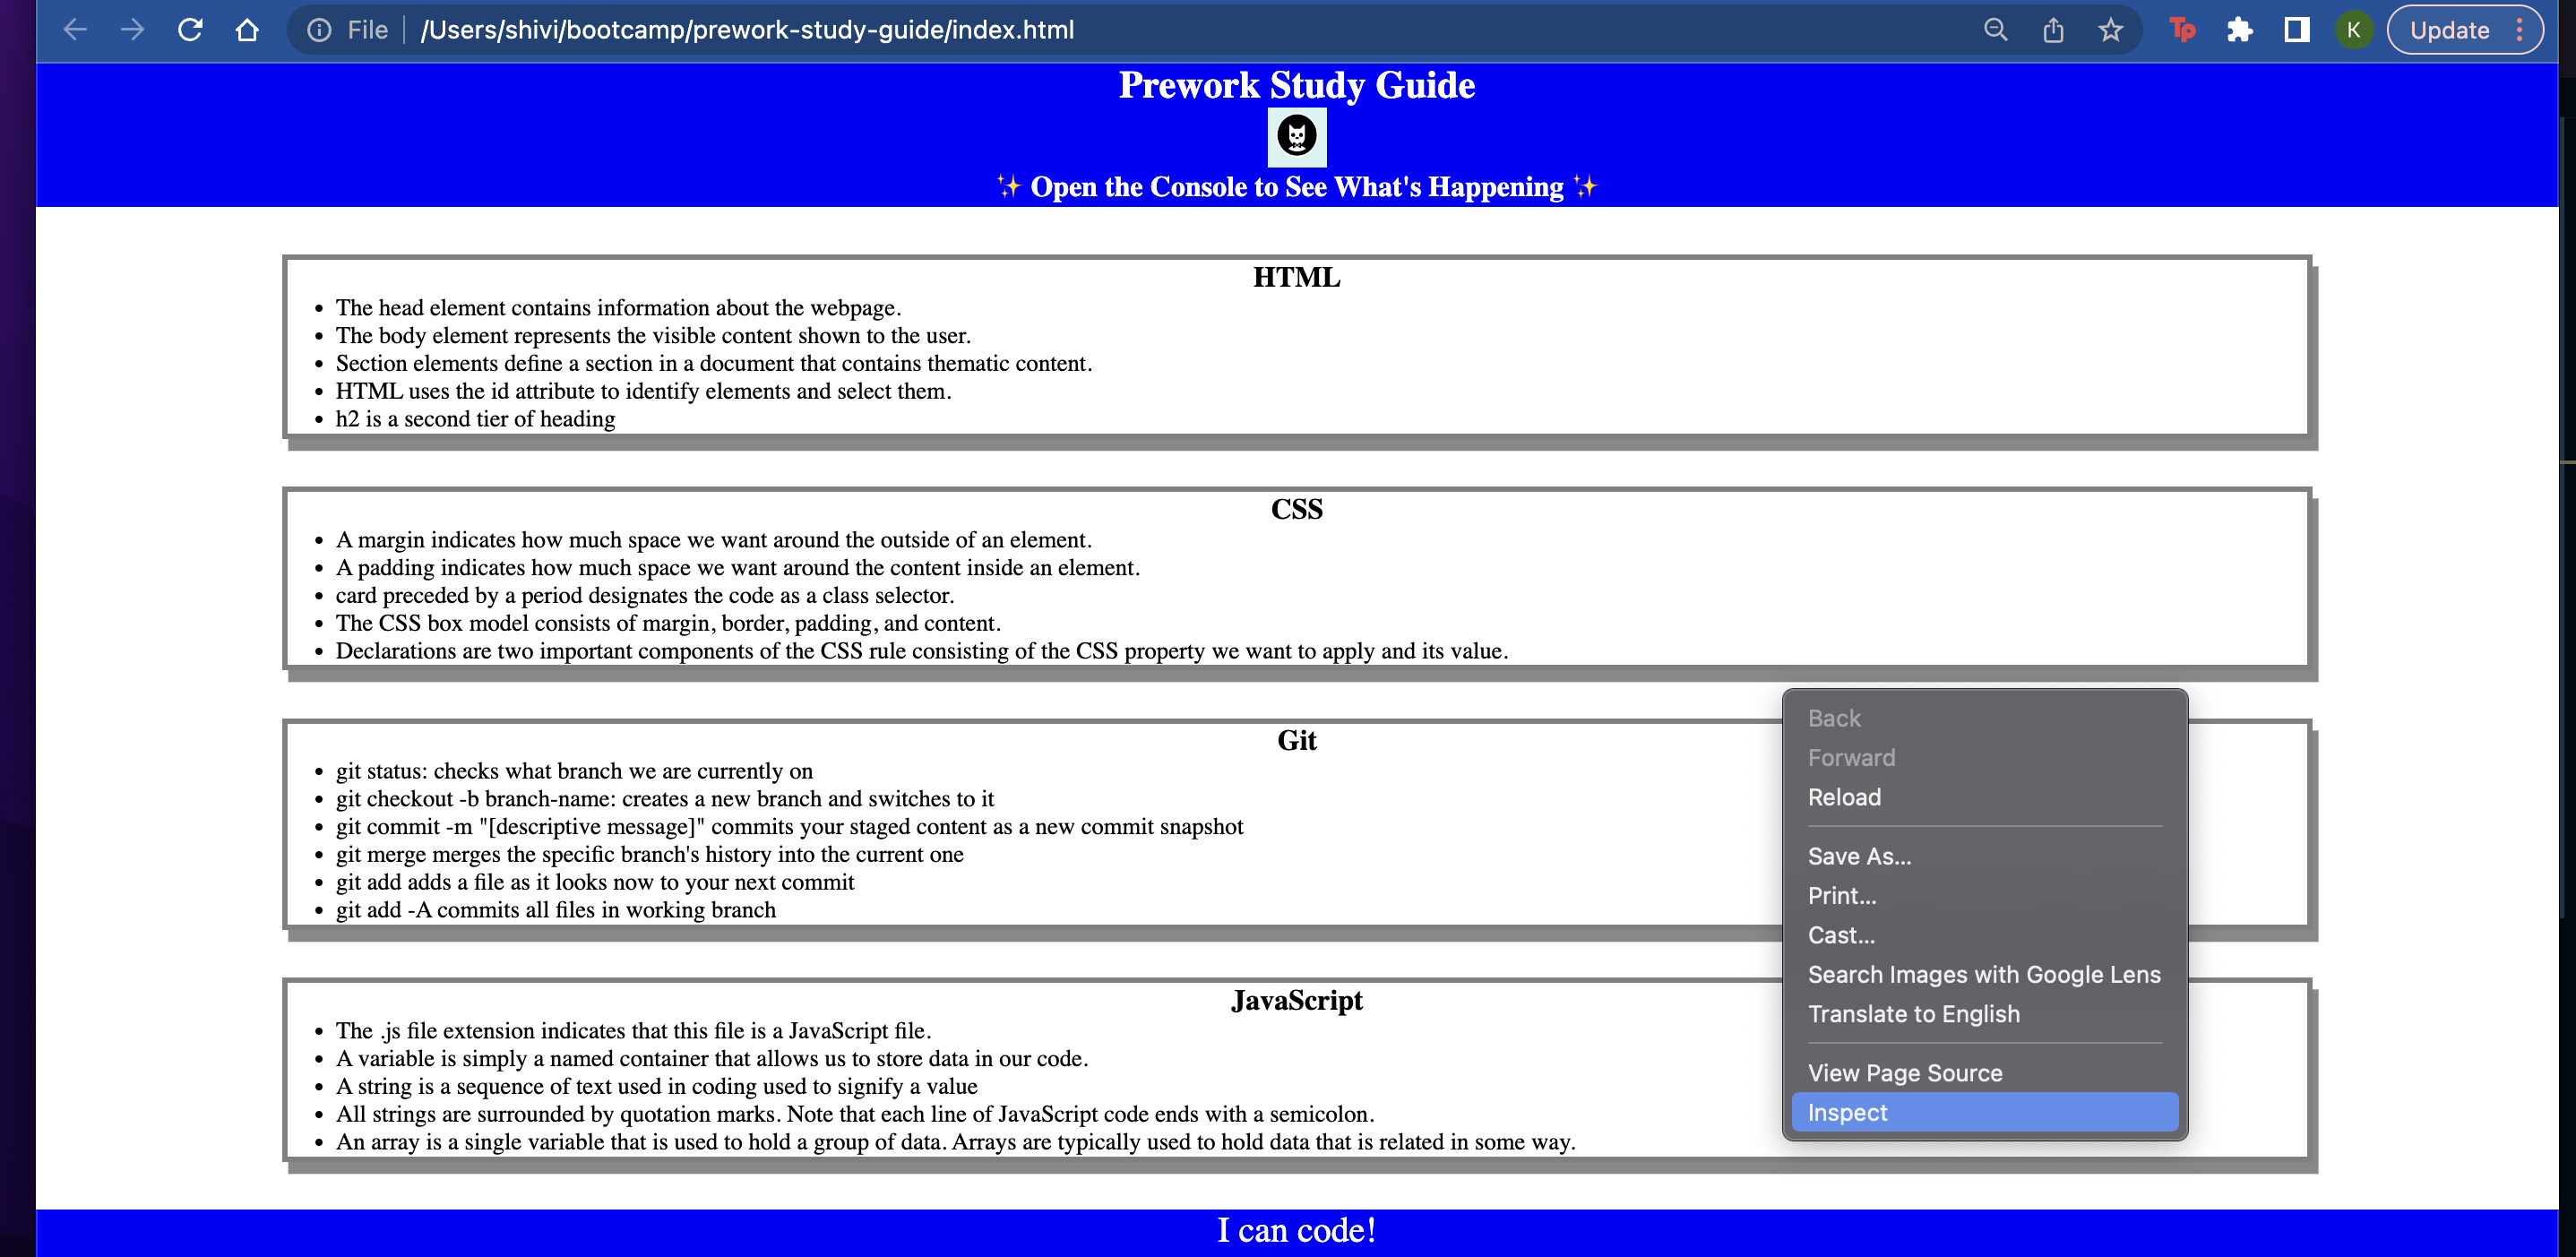 File | /Users/shivi/bootcamp/prework-study-guide/index.html
Tp
K
Update
Prework Study Guide
✨ Open the Console to See What's Happening ✨
HTML
• The head element contains information about the webpage.
• The body element represents the visible content shown to the user.
• Section elements define a section in a document that contains thematic content.
• HTML uses the id attribute to identify elements and select them.
• h2 is a second tier of heading
CSS
• A margin indicates how much space we want around the outside of an element.
• A padding indicates how much space we want around the content inside an element.
• card preceded by a period designates the code as a class selector.
• The CSS box model consists of margin, border, padding, and content.
• Declarations are two important components of the CSS rule consisting of the CSS property we want to apply and its value.
Git
• git status: checks what branch we are currently on
• git checkout -b branch-name: creates a new branch and switches to it
• git commit -m "[descriptive message]" commits your staged content as a new commit snapshot
• git merge merges the specific branch's history into the current one
• git add adds a file as it looks now to your next commit
• git add -A commits all files in working branch
JavaScript
• The .js file extension indicates that this file is a JavaScript file.
• A variable is simply a named container that allows us to store data in our code.
• A string is a sequence of text used in coding used to signify a value
• All strings are surrounded by quotation marks. Note that each line of JavaScript code ends with a semicolon.
• An array is a single variable that is used to hold a group of data. Arrays are typically used to hold data that is related in some way.
Back
Forward
Reload
Save As...
Print...
Cast...
Search Images with Google Lens
Translate to English
View Page Source
Inspect
I can code!